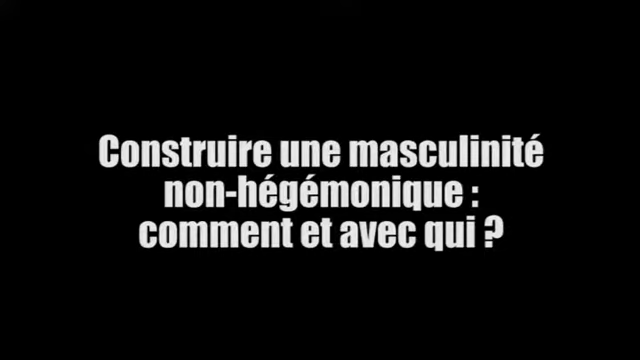 Construire une masculinité
non-hégémonique :
comment et avec qui ?